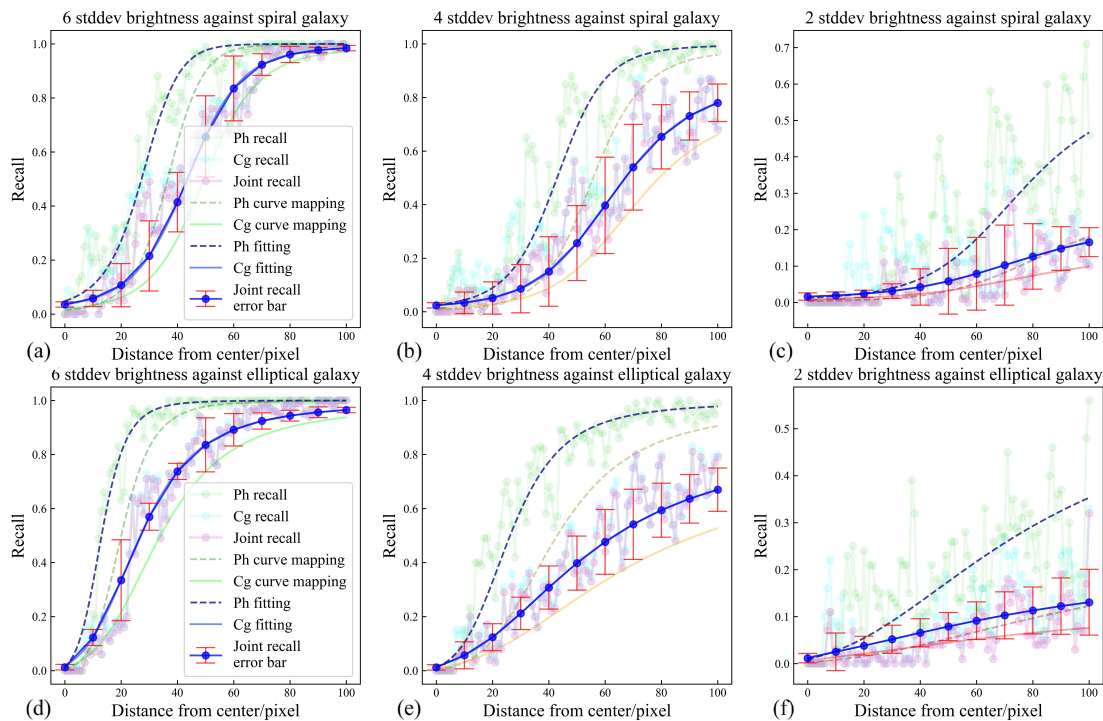 6 stddev brightness against spiral galaxy
1.0
0.8
0.6
0.4
0.2
0.0
Recall
Ph recall
Cg recall
Joint recall
Ph curve mapping
Cg curve mapping
Ph fitting
Cg fitting
Joint recall
error bar
0 20 40 60 80 100
(a) Distance from center/pixel
4 stddev brightness against spiral galaxy
1.0
0.8
0.6
0.4
0.2
0.0
Recall
0 20 40 60 80 100
(b) Distance from center/pixel
2 stddev brightness against spiral galaxy
0.7
0.6
0.5
0.4
0.3
0.2
0.1
0.0
Recall
0 20 40 60 80 100
(c) Distance from center/pixel
6 stddev brightness against elliptical galaxy
1.0
0.8
0.6
0.4
0.2
0.0
Recall
Ph recall
Cg recall
Joint recall
Ph curve mapping
Cg curve mapping
Ph fitting
Cg fitting
Joint recall
error bar
0 20 40 60 80 100
(d) Distance from center/pixel
4 stddev brightness against elliptical galaxy
1.0
0.8
0.6
0.4
0.2
0.0
Recall
0 20 40 60 80 100
(e) Distance from center/pixel
2 stddev brightness against elliptical galaxy
0.5
0.4
0.3
0.2
0.1
0.0
Recall
0 20 40 60 80 100
(f) Distance from center/pixel